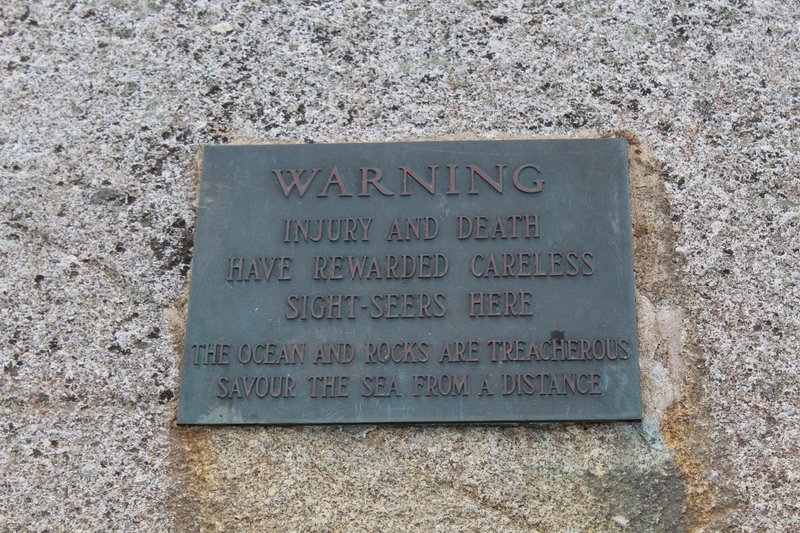 WARNING
INJURY AND DEATH
HAVE REWARDED CARELESS
SIGHT-SEERS HERE
THE OCEAN AND ROCKS ARE TREACHEROUS
SAVOUR THE SEA FROM A DISTANCE